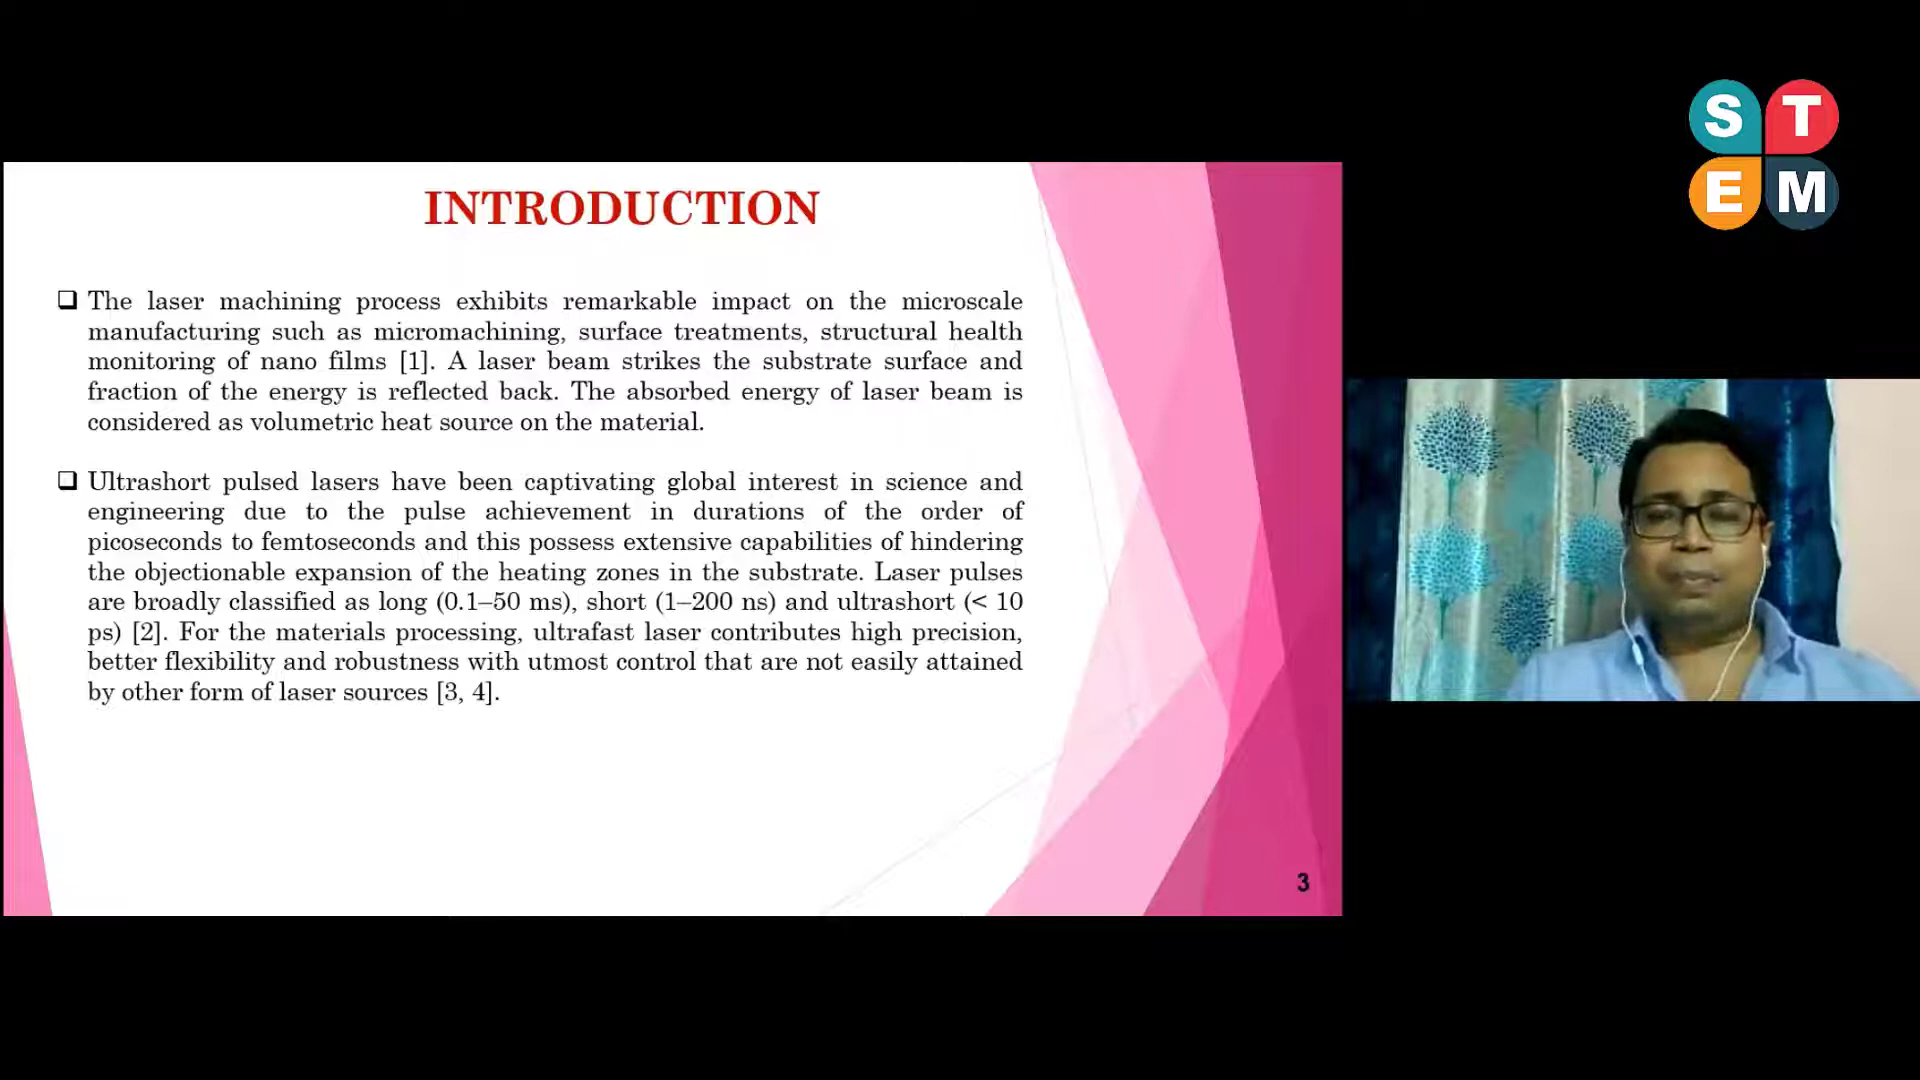 S T
E M
INTRODUCTION
❑ The laser machining process exhibits remarkable impact on the microscale
manufacturing such as micromachining, surface treatments, structural health
monitoring of nano films [1]. A laser beam strikes the substrate surface and
fraction of the energy is reflected back. The absorbed energy of laser beam is
considered as volumetric heat source on the material.
❑ Ultrashort pulsed lasers have been captivating global interest in science and
engineering due to the pulse achievement in durations of the order of
picoseconds to femtoseconds and this possess extensive capabilities of hindering
the objectionable expansion of the heating zones in the substrate. Laser pulses
are broadly classified as long (0.1–50 ms), short (1–200 ns) and ultrashort (< 10
ps) [2]. For the materials processing, ultrafast laser contributes high precision,
better flexibility and robustness with utmost control that are not easily attained
by other form of laser sources [3, 4].
3